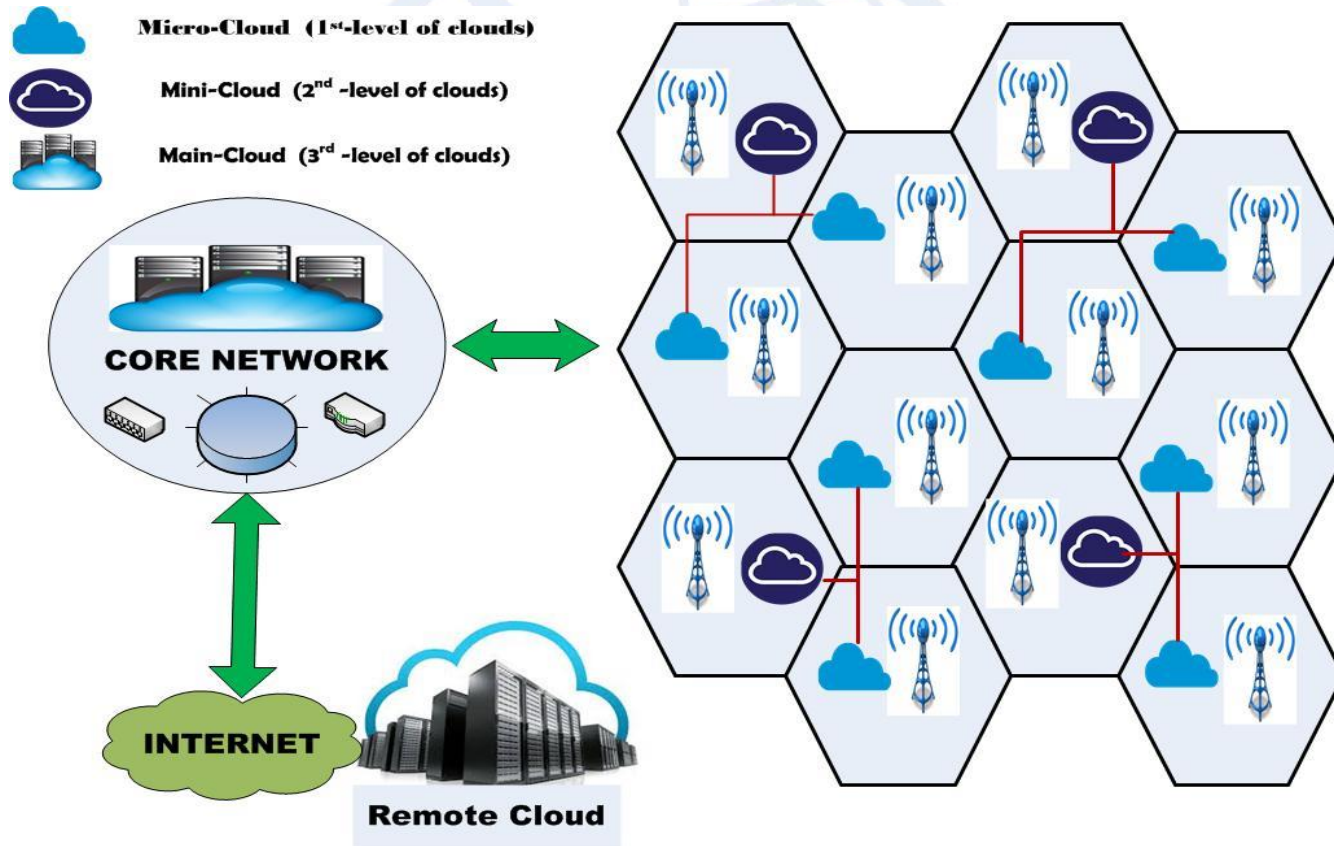 Micro-Cloud (1st-level of clouds)
Mini-Cloud (2nd -level of clouds)
Main-Cloud (3rd -level of clouds)
CORE NETWORK
INTERNET
Remote Cloud